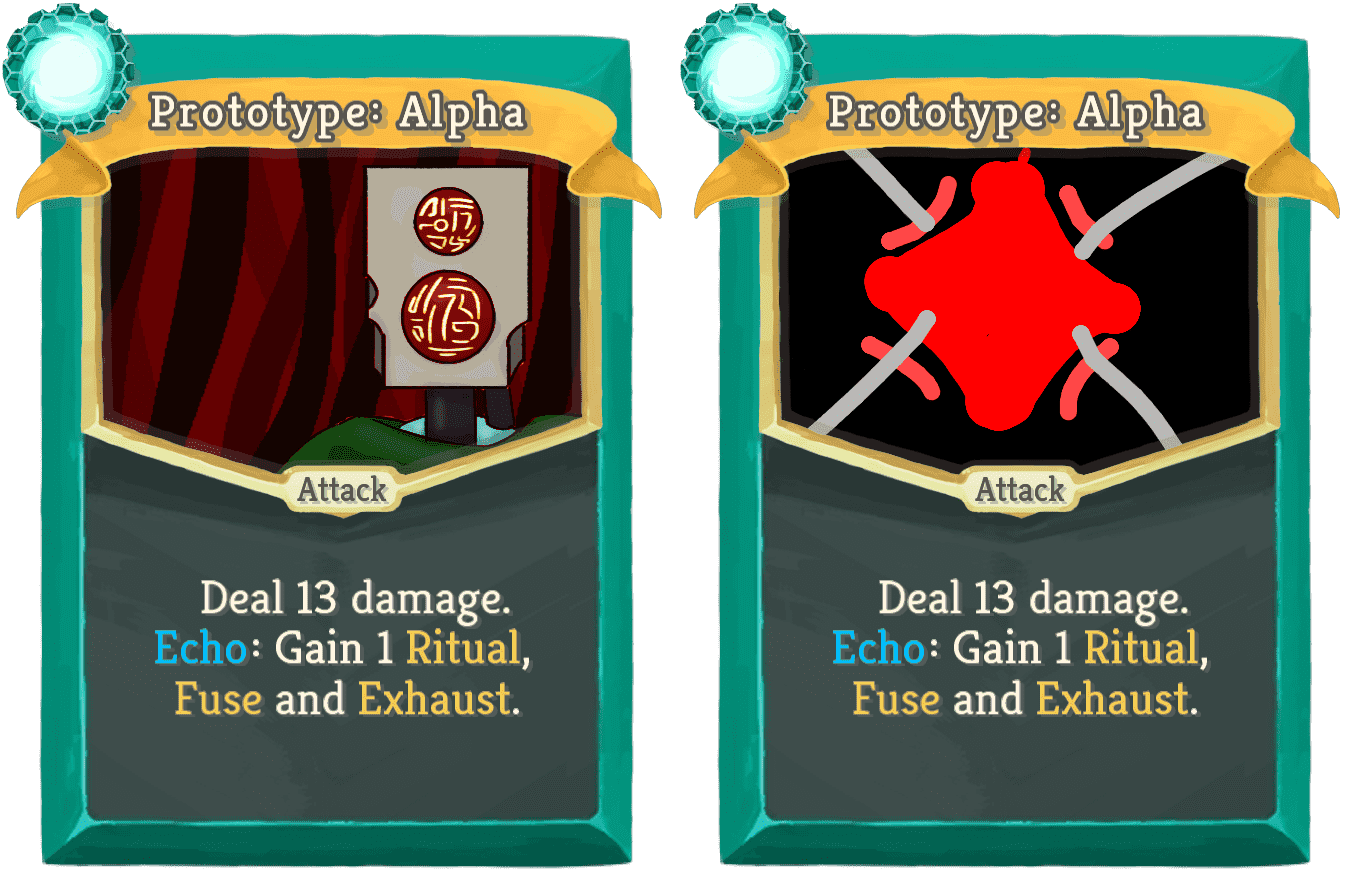 Prototype: Alpha
Attack
Deal 13 damage.
Echo: Gain 1 Ritual,
Fuse and Exhaust.
Prototype: Alpha
Attack
Deal 13 damage.
Echo: Gain 1 Ritual,
Fuse and Exhaust.